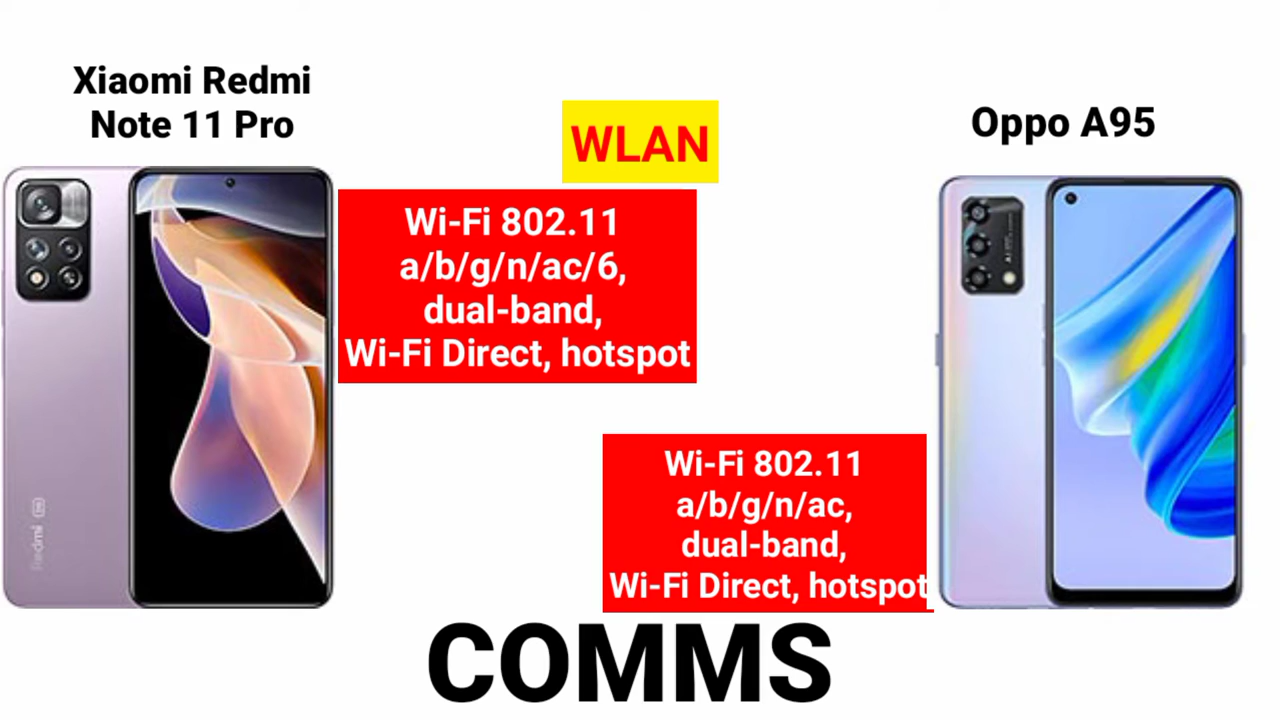 Xiaomi Redmi
Note 11 Pro
WLAN
Oppo A95
Wi-Fi 802.11
a/b/g/n/ac/6,
dual-band,
Wi-Fi Direct, hotspot
Redmi
Wi-Fi 802.11
a/b/g/n/ac,
dual-band,
Wi-Fi Direct, hotspot
COMMS